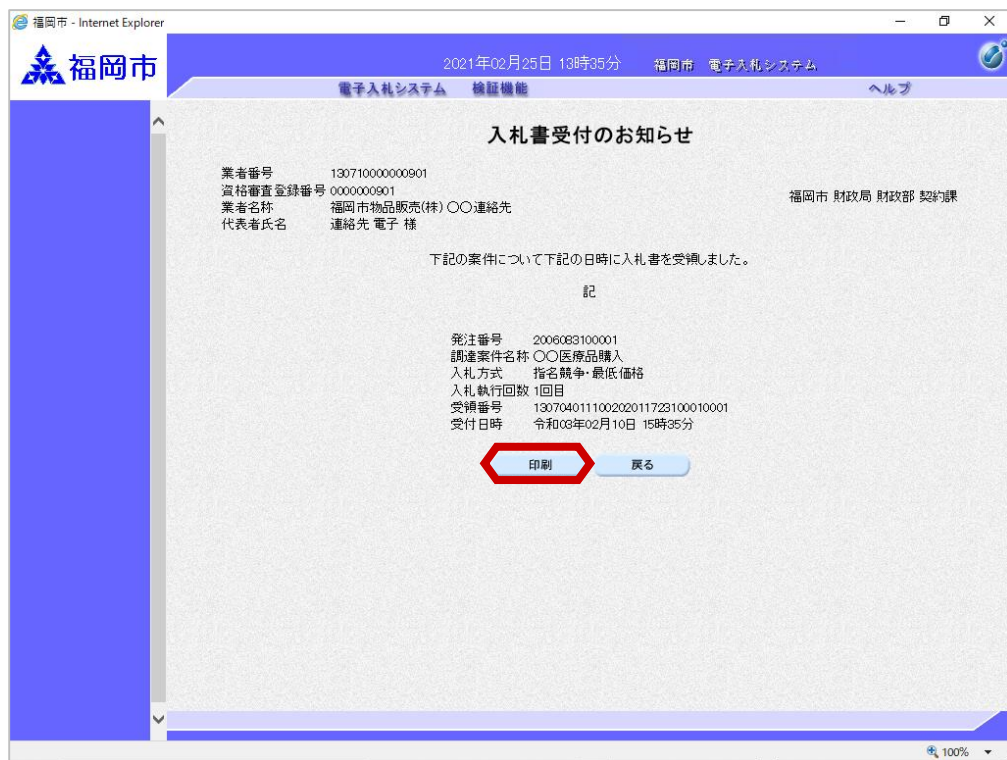 福岡市 - Internet Explorer
福岡市
2021年02月25日 13時35分 福岡市 電子入札システム
電子入札システム 検証機能 ヘルプ
入札書受付のお知らせ
業者番号 130710000000901
資格審査登録番号 0000000901
業者名称 福岡市物品販売(株) 〇〇連絡先
代表者氏名 連絡先 電子 様
福岡市 財政局 財政部 契約課
下記の案件について下記の日時に入札書を受領しました。
記
発注番号 2006083100001
調達案件名称 〇〇医療品購入
入札方式 指名競争・最低価格
入札執行回数 1回目
受領番号 1307040111002020117231000100​01
受付日時 令和03年02月10日 15時35分
印刷 戻る
100%